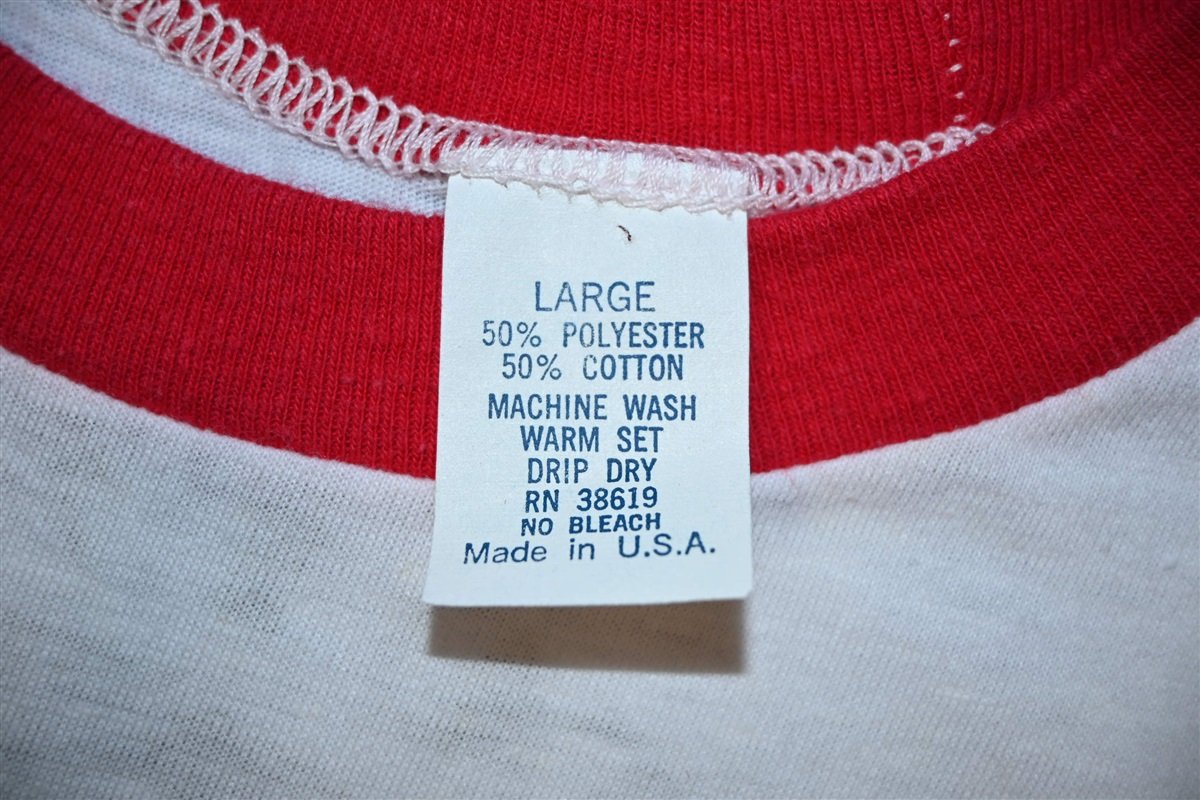 LARGE
50% POLYESTER
50% COTTON
MACHINE WASH
WARM SET
DRIP DRY
RN 38619
NO BLEACH
Made in U.S.A.